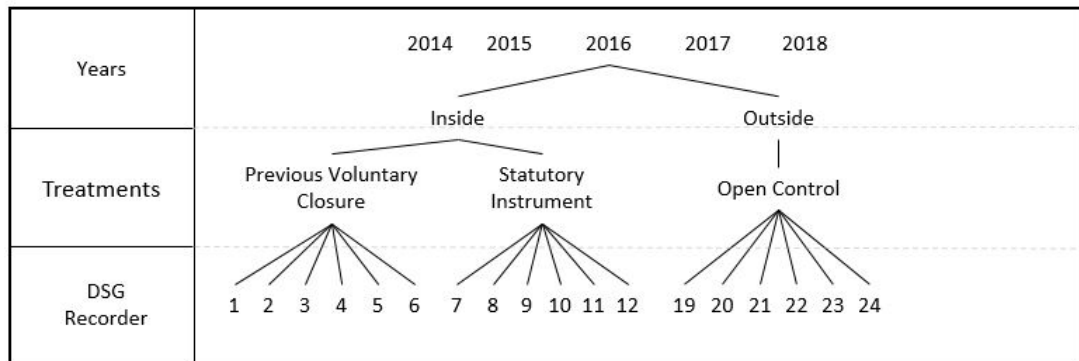 Years
2014 2015 2016 2017 2018
Inside Outside
Treatments
Previous Voluntary
Closure
Statutory
Instrument
Open Control
DSG
Recorder
1 2 3 4 5 6 7 8 9 10 11 12 19 20 21 22 23 24